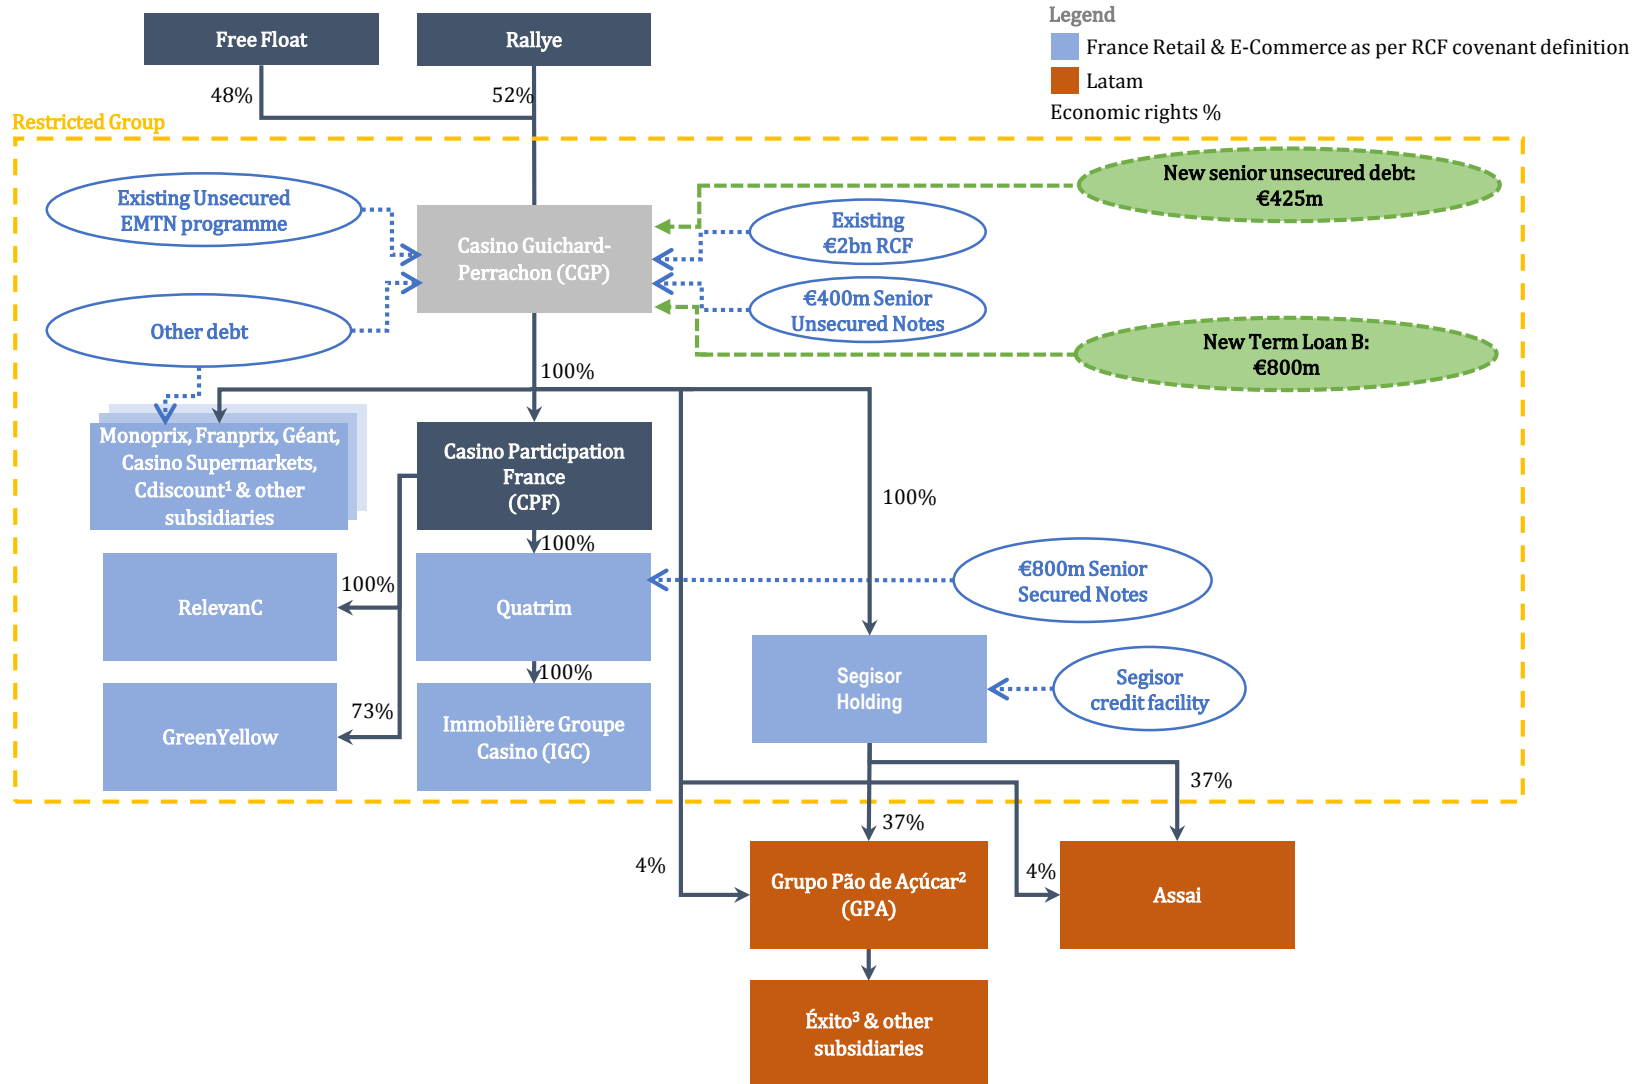 Free Float
Rallye
Legend
France Retail & E-Commerce as per RCF covenant definition
Latam
Economic rights %
48%
52%
Restricted Group
Existing Unsecured
EMTN programme
New senior unsecured debt:
€425m
Casino Guichard-
Perrachon (CGP)
Existing
€2bn RCF
€400m Senior
Unsecured Notes
Other debt
New Term Loan B:
€800m
100%
Monoprix, Franprix, Géant,
Casino Supermarkets,
Cdiscount¹ & other
subsidiaries
Casino Participation
France
(CPF)
100%
100%
100%
RelevanC
Quatrim
€800m Senior
Secured Notes
100%
Segisor
Holding
Segisor
credit facility
73%
GreenYellow
Immobilière Groupe
Casino (IGC)
37%
37%
4%
4%
Grupo Pão de Açúcar²
(GPA)
Assai
Éxito³ & other
subsidiaries